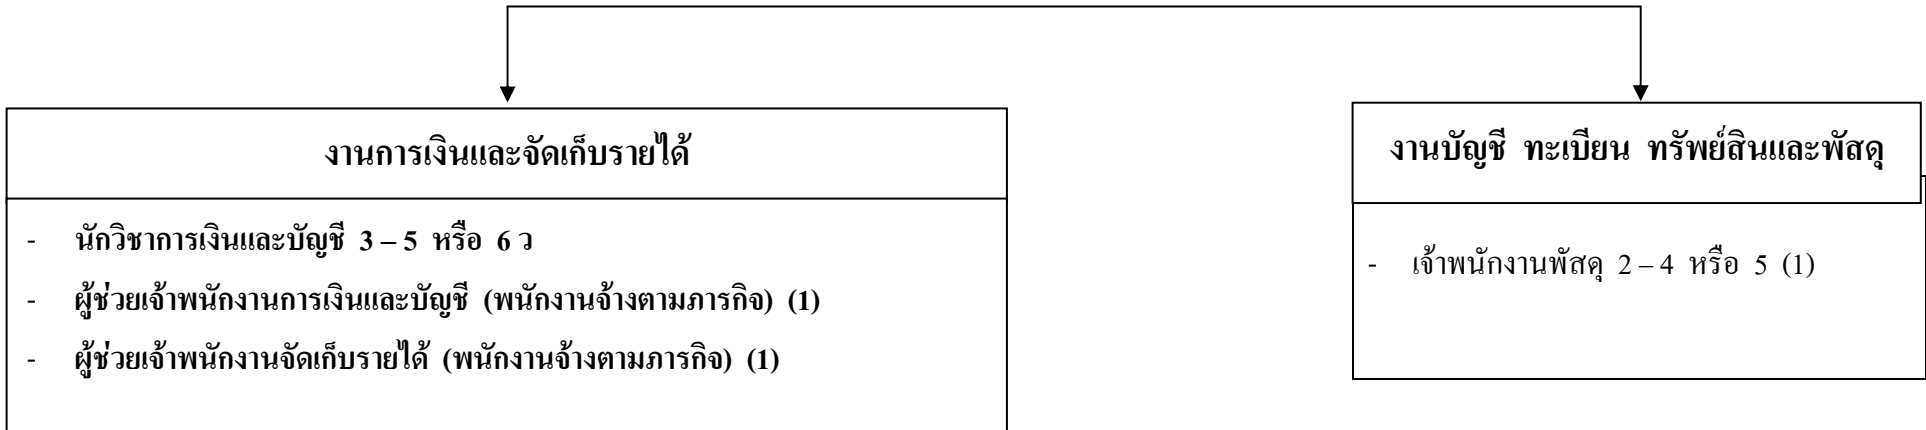 งานการเงินและจัดเก็บรายได้
- นักวิชาการเงินและบัญชี 3 – 5 หรือ 6 ว
- ผู้ช่วยเจ้าพนักงานการเงินและบัญชี (พนักงานจ้างตามภารกิจ) (1)
- ผู้ช่วยเจ้าพนักงานจัดเก็บรายได้ (พนักงานจ้างตามภารกิจ) (1)
งานบัญชี ทะเบียน ทรัพย์สินและพัสดุ
- เจ้าพนักงานพัสดุ 2 – 4 หรือ 5 (1)